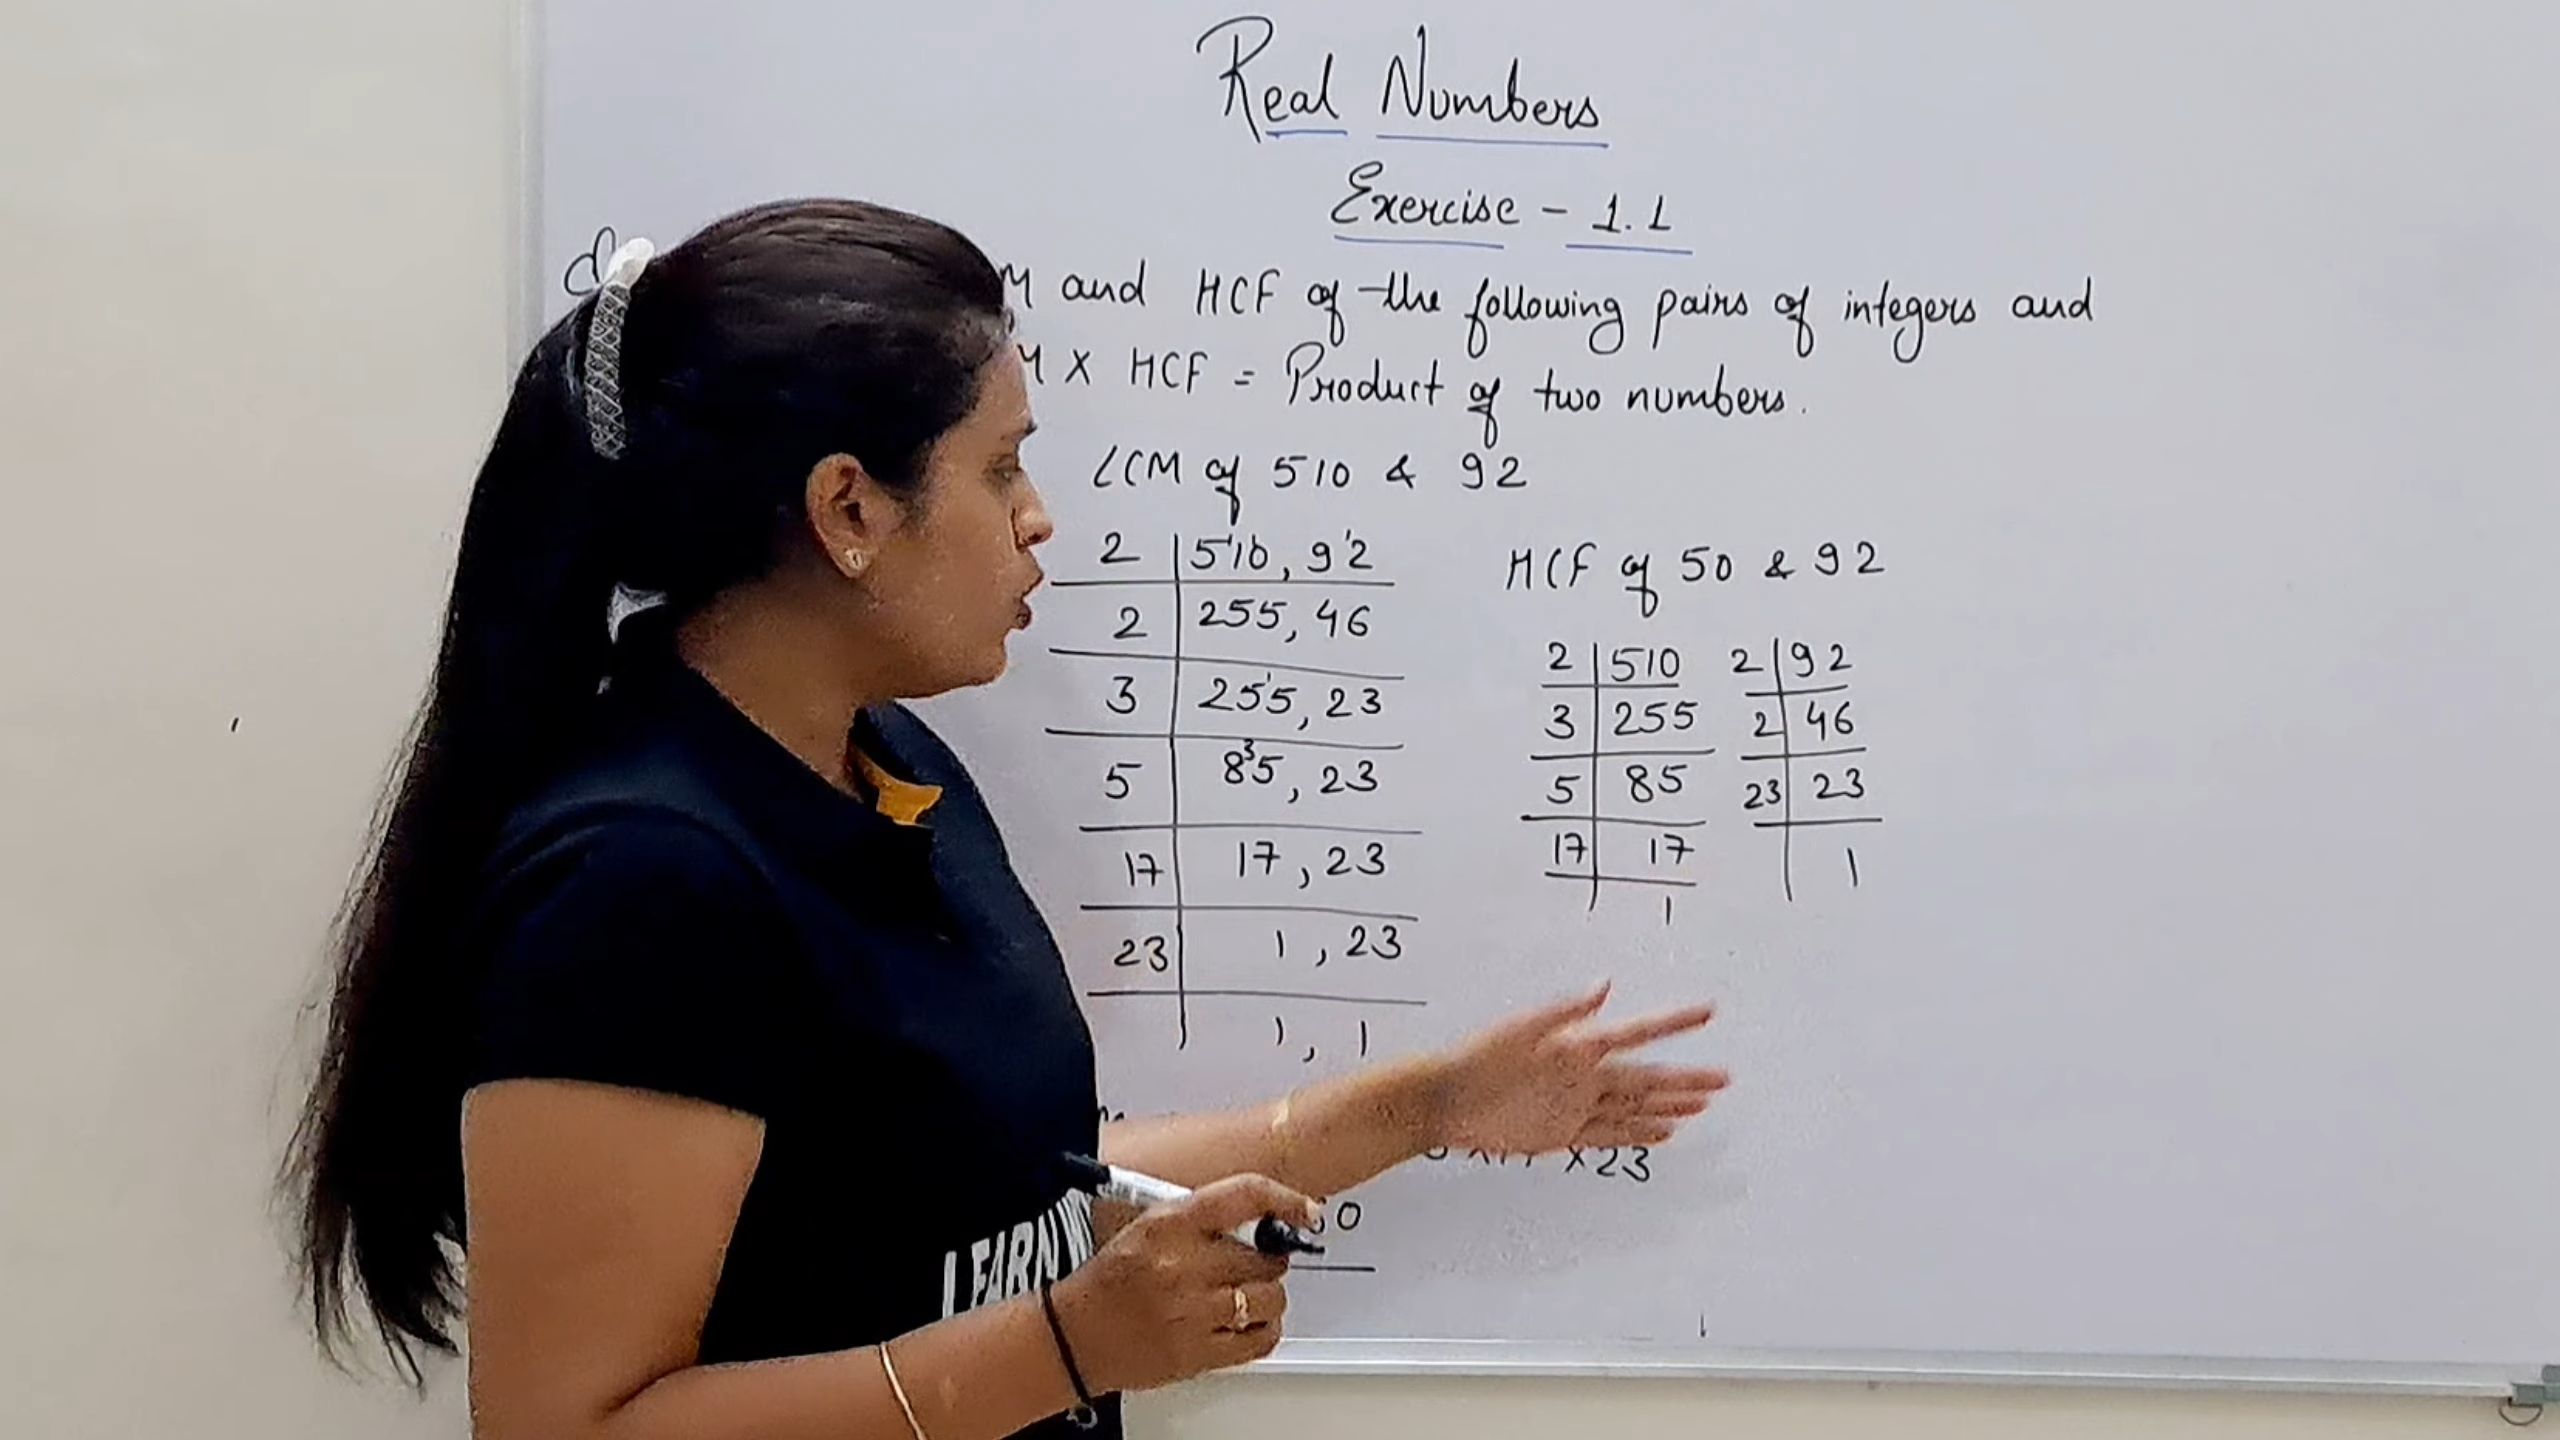 Real Numbers
Exercise - 1.1
M and HCF of the following pairs of integers and
M X HCF = Product of two numbers.
LCM of 510 & 92
2 | 510, 92
2 | 255, 46
3 | 255, 23
5 | 85, 23
17 | 17, 23
23 | 1, 23
1, 1
HCF of 50 & 92
2 | 510
3 | 255
5 | 85
17 | 17
1
2 | 92
2 | 46
23 | 23
1
x 23
60
LEARN W